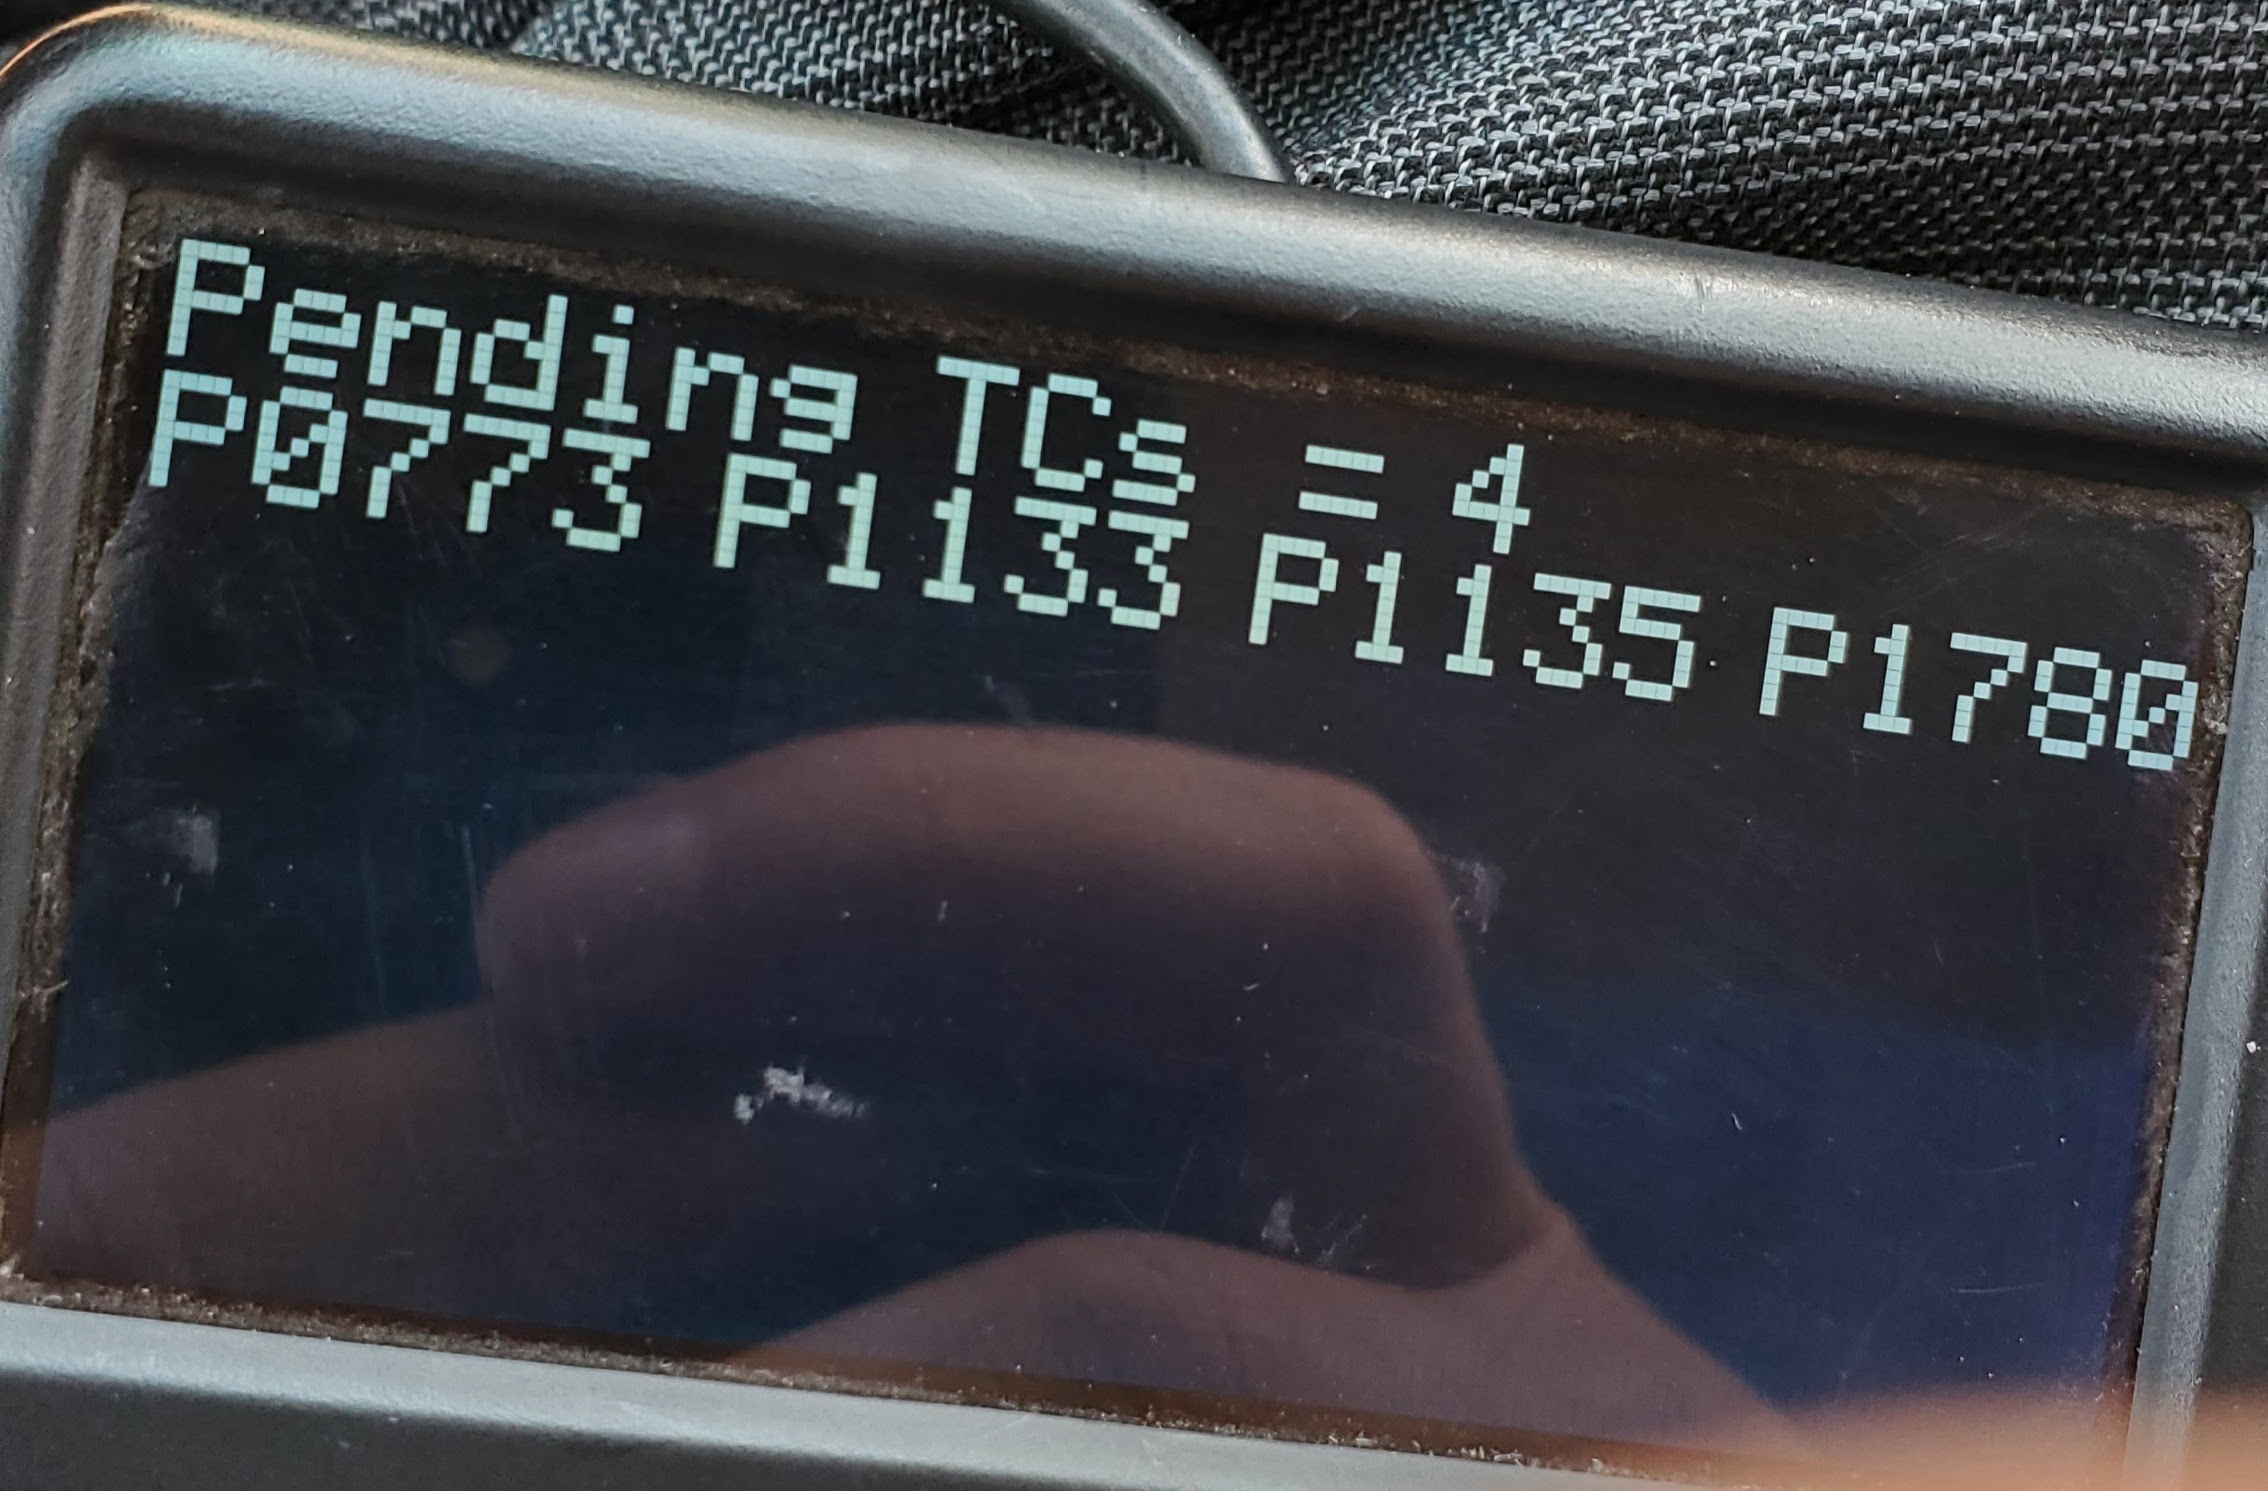 Pending TCs = 4
P0773 P1133 P1135 P1780